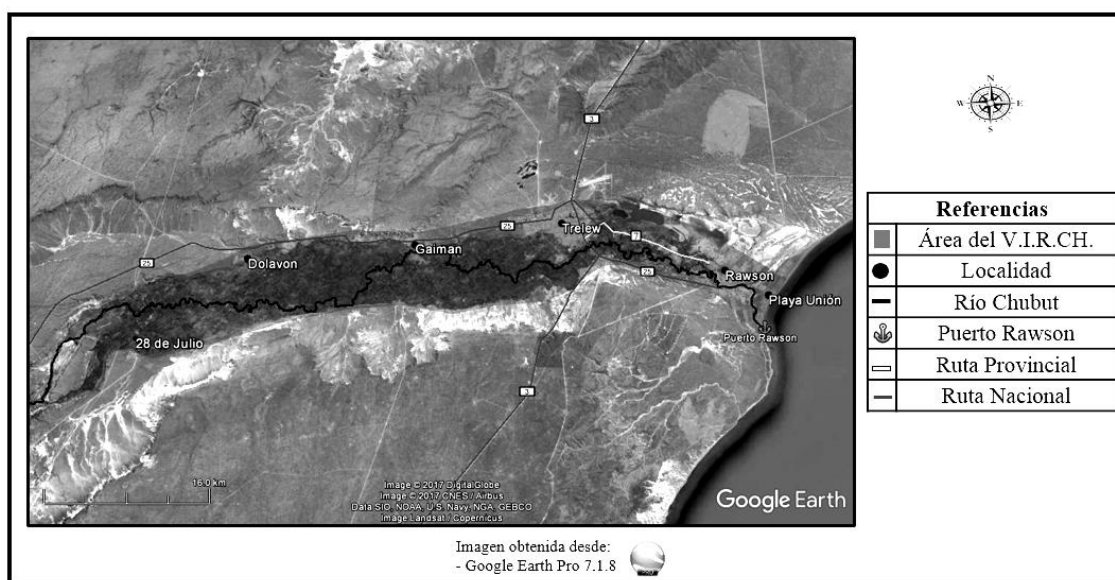 3
25
Trelew
7
Gaiman
25
Dolavon
25
Rawson
Playa Unión
Puerto Rawson
28 de Julio
3
16.0 km
Image © 2017 DigitalGlobe
Image © 2017 CNES / Airbus
Data SIO, NOAA, U.S. Navy, NGA, GEBCO
Image Landsat / Copernicus
Google Earth
N
W E
S
Referencias
Área del V.I.R.CH.
Localidad
Río Chubut
Puerto Rawson
Ruta Provincial
Ruta Nacional
Imagen obtenida desde:
- Google Earth Pro 7.1.8